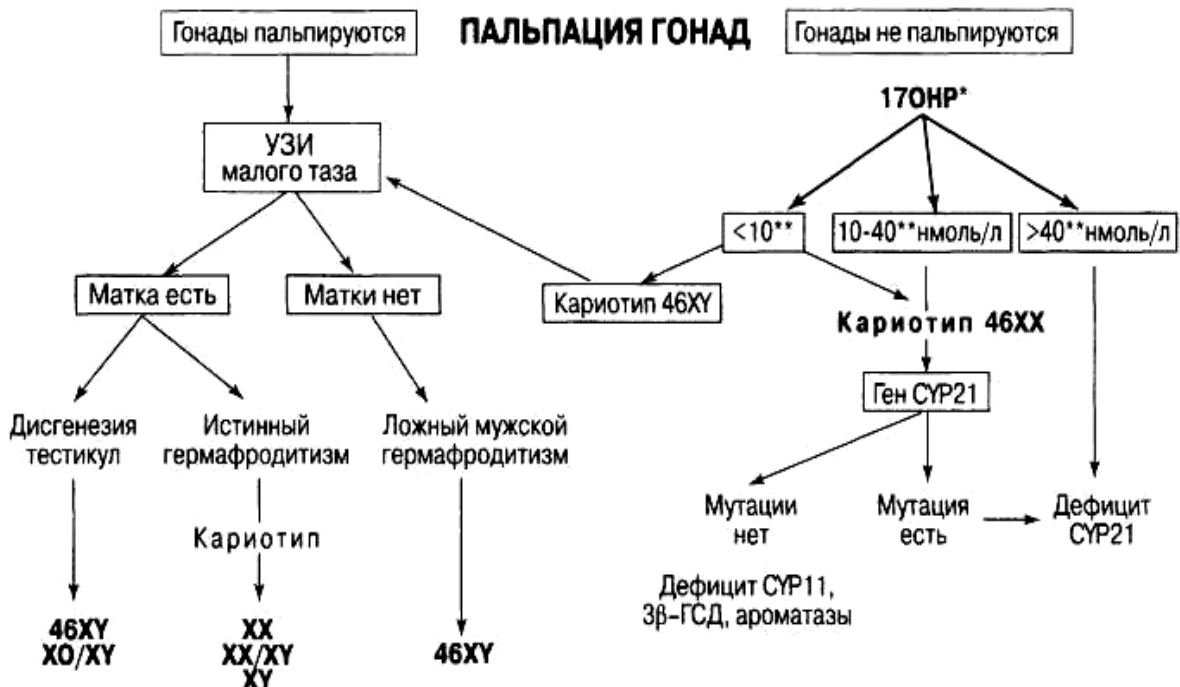 Гонады пальпируются
ПАЛЬПАЦИЯ ГОНАД
Гонады не пальпируются
17OHP*
УЗИ
малого таза
<10**
10-40**нмоль/л
>40**нмоль/л
Матка есть
Матки нет
Кариотип 46XY
Кариотип 46XX
Ген CYP21
Дисгенезия
тестикул
Истинный
гермафродитизм
Ложный мужской
гермафродитизм
Мутации
нет
Мутация
есть
Дефицит
CYP21
Кариотип
Дефицит CYP11,
3β-ГСД, ароматазы
46XY
XO/XY
XX
XX/XY
XY
46XY